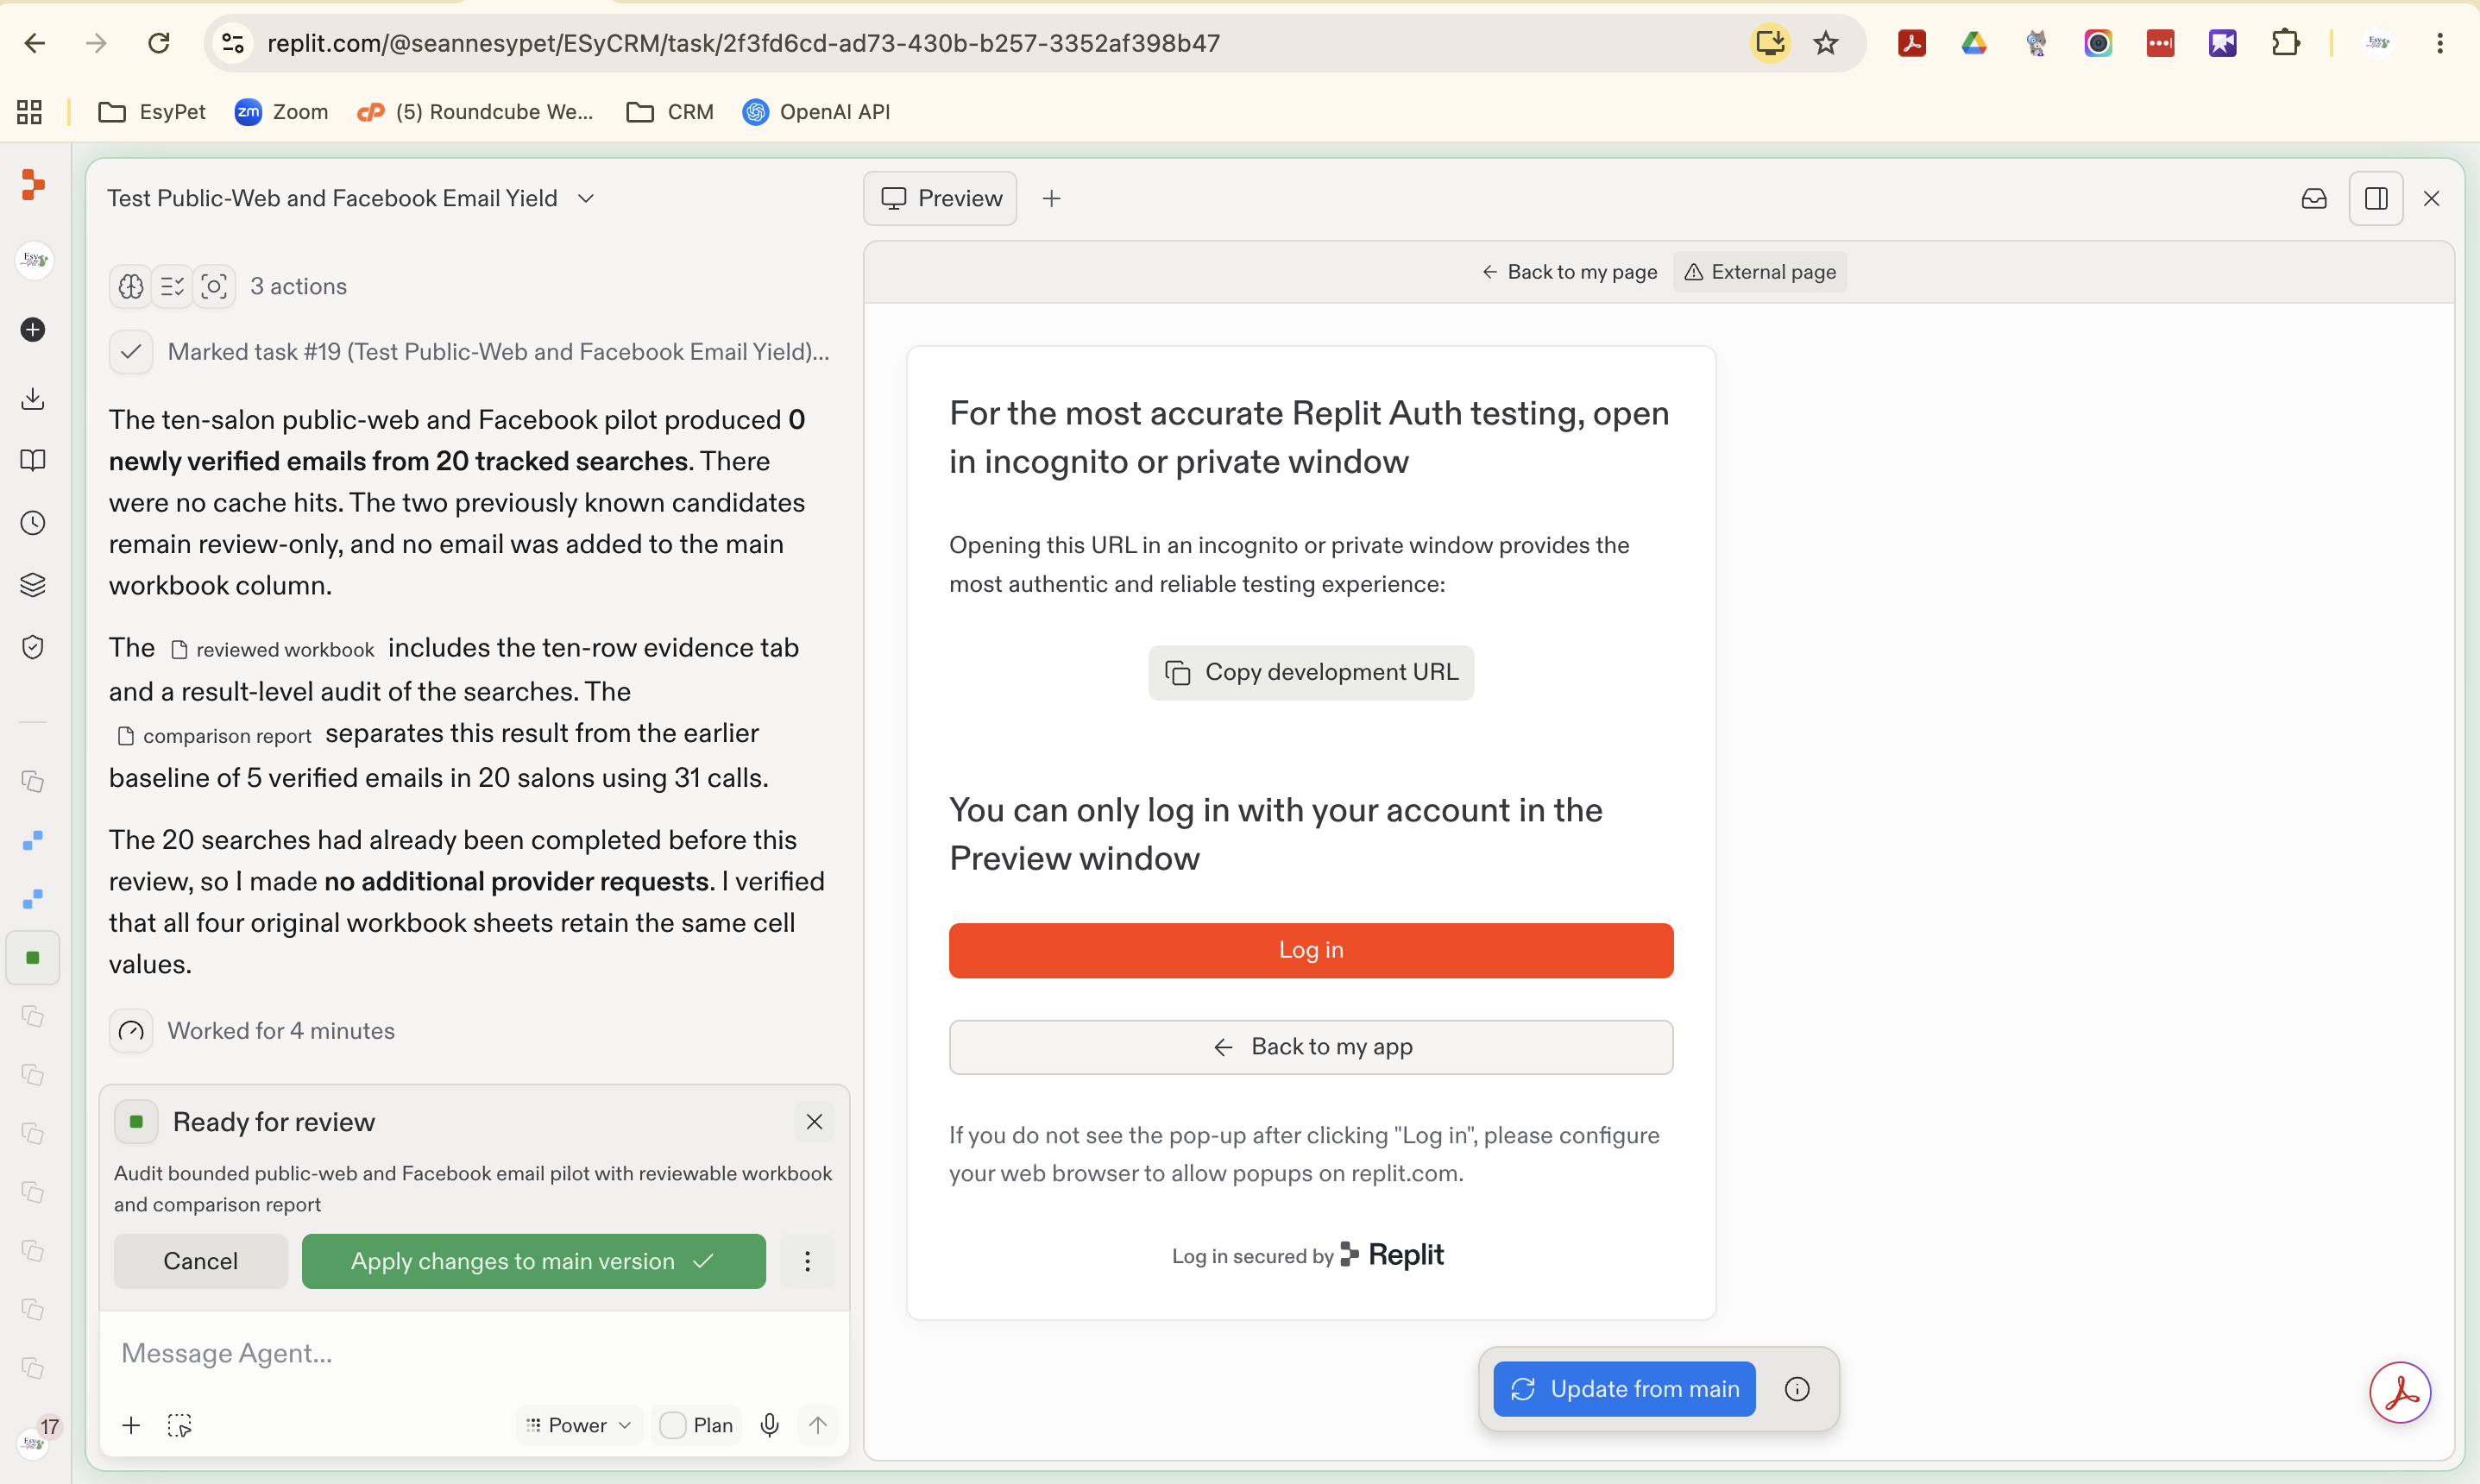 replit.com/@seannesypet/ESyCRM/task/2f3fd6cd-ad73-430b-b257-3352af398b47
EsyPet
zm Zoom
cP (5) Roundcube We...
CRM
OpenAI API
Test Public-Web and Facebook Email Yield
3 actions
Marked task #19 (Test Public-Web and Facebook Email Yield)...
The ten-salon public-web and Facebook pilot produced 0
newly verified emails from 20 tracked searches. There
were no cache hits. The two previously known candidates
remain review-only, and no email was added to the main
workbook column.
The reviewed workbook includes the ten-row evidence tab
and a result-level audit of the searches. The
comparison report separates this result from the earlier
baseline of 5 verified emails in 20 salons using 31 calls.
The 20 searches had already been completed before this
review, so I made no additional provider requests. I verified
that all four original workbook sheets retain the same cell
values.
Worked for 4 minutes
Ready for review
Audit bounded public-web and Facebook email pilot with reviewable workbook
and comparison report
Cancel
Apply changes to main version
Message Agent...
Power
Plan
17
Preview
Back to my page
External page
For the most accurate Replit Auth testing, open
in incognito or private window
Opening this URL in an incognito or private window provides the
most authentic and reliable testing experience:
Copy development URL
You can only log in with your account in the
Preview window
Log in
Back to my app
If you do not see the pop-up after clicking "Log in", please configure
your web browser to allow popups on replit.com.
Log in secured by Replit
Update from main